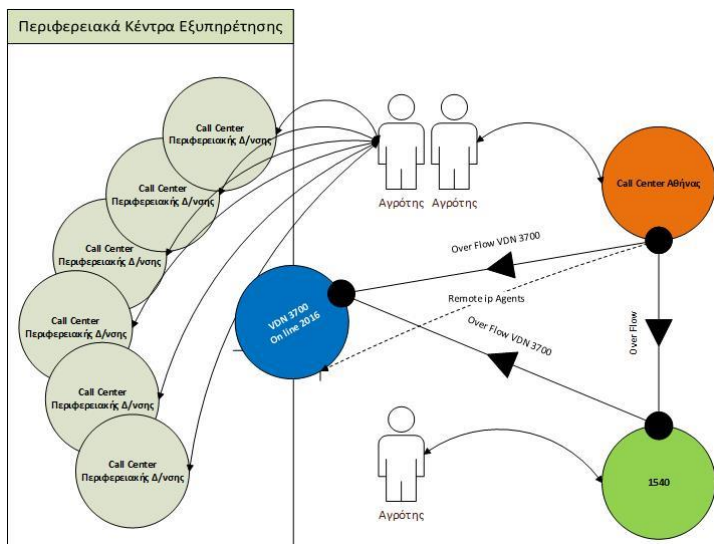 Περιφερειακά Κέντρα Εξυπηρέτησης
Call Center
Περιφερειακής Δ/νσης
Call Center
Περιφερειακής Δ/νσης
Call Center
Περιφερειακής Δ/νσης
Call Center
Περιφερειακής Δ/νσης
Call Center
Περιφερειακής Δ/νσης
Call Center
Περιφερειακής Δ/νσης
Αγρότης
Αγρότης
Call Center Αθήνας
Over Flow VDN 3700
Remote ip Agents
Over Flow VDN 3700
Over Flow
VDN 3700
On line 2016
Αγρότης
1540